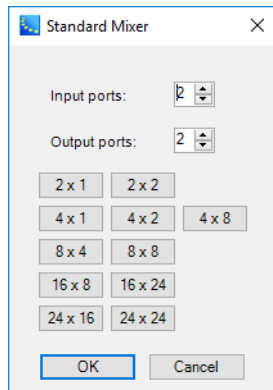 Standard Mixer
Input ports: 2
Output ports: 2
2 x 1 2 x 2
4 x 1 4 x 2 4 x 8
8 x 4 8 x 8
16 x 8 16 x 24
24 x 16 24 x 24
OK Cancel